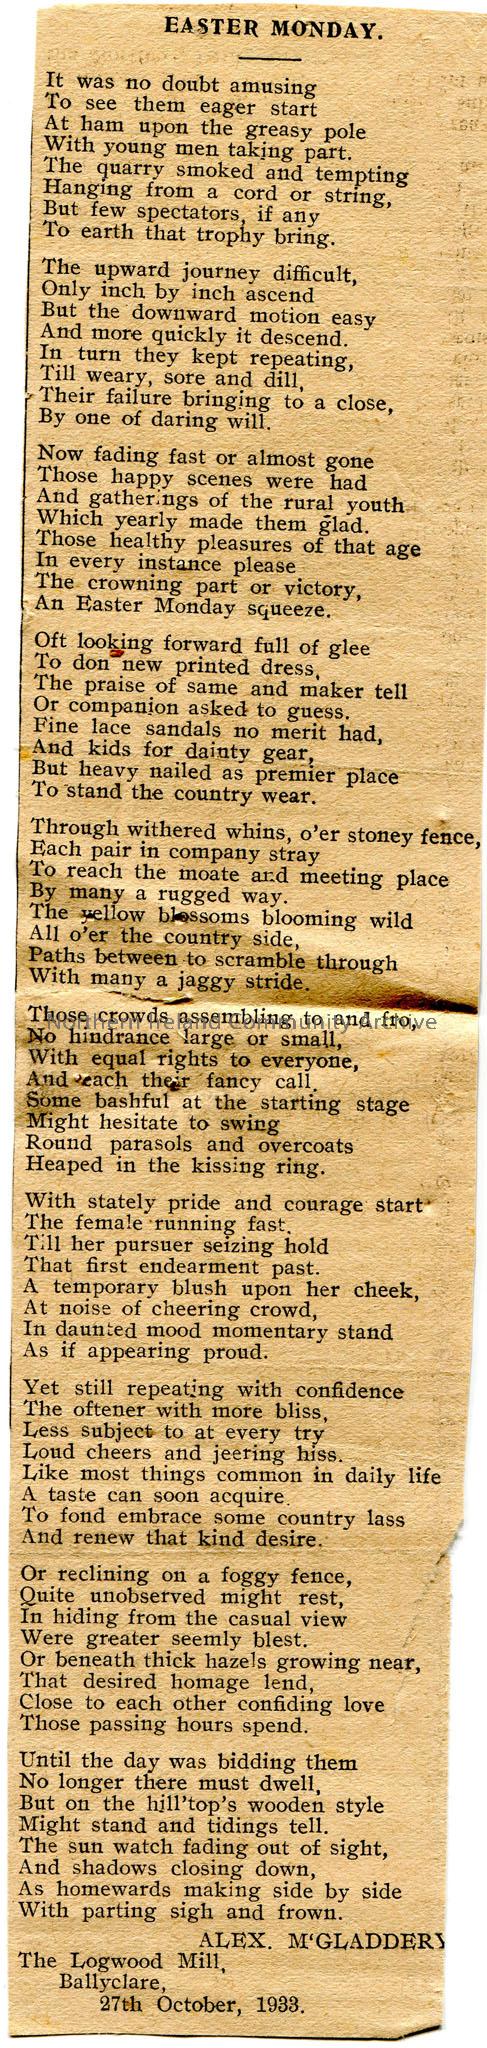 EASTER MONDAY.
It was no doubt amusing
To see them eager start
At ham upon the greasy pole
With young men taking part.
The quarry smoked and tempting
Hanging from a cord or string,
But few spectators, if any
To earth that trophy bring.
The upward journey difficult,
Only inch by inch ascend
But the downward motion easy
And more quickly it descend.
In turn they kept repeating,
Till weary, sore and dill,
Their failure bringing to a close,
By one of daring will.
Now fading fast or almost gone
Those happy scenes were had
And gatherings of the rural youth
Which yearly made them glad.
Those healthy pleasures of that age
In every instance please
The crowning part or victory,
An Easter Monday squeeze.
Oft looking forward full of glee
To don new printed dress,
The praise of same and maker tell
Or companion asked to guess.
Fine lace sandals no merit had,
And kids for dainty gear,
But heavy nailed as premier place
To stand the country wear.
Through withered whins, o'er stoney fence,
Each pair in company stray
To reach the moate and meeting place
By many a rugged way.
The yellow blossoms blooming wild
All o'er the country side,
Paths between to scramble through
With many a jaggy stride.
Those crowds assembling to and fro,
Northern Ireland Community Archive
No hindrance large or small,
With equal rights to everyone,
And each their fancy call.
Some bashful at the starting stage
Might hesitate to swing
Round parasols and overcoats
Heaped in the kissing ring.
With stately pride and courage start
The female running fast.
Till her pursuer seizing hold
That first endearment past.
A temporary blush upon her cheek,
At noise of cheering crowd,
In daunted mood momentary stand
As if appearing proud.
Yet still repeating with confidence
The oftener with more bliss,
Less subject to at every try
Loud cheers and jeering hiss.
Like most things common in daily life
A taste can soon acquire.
To fond embrace some country lass
And renew that kind desire.
Or reclining on a foggy fence,
Quite unobserved might rest,
In hiding from the casual view
Were greater seemly blest.
Or beneath thick hazels growing near,
That desired homage lend,
Close to each other confiding love
Those passing hours spend.
Until the day was bidding them
No longer there must dwell,
But on the hill'top's wooden style
Might stand and tidings tell.
The sun watch fading out of sight,
And shadows closing down,
As homewards making side by side
With parting sigh and frown.
ALEX. M'GLADDERY
The Logwood Mill,
Ballyclare,
27th October, 1933.